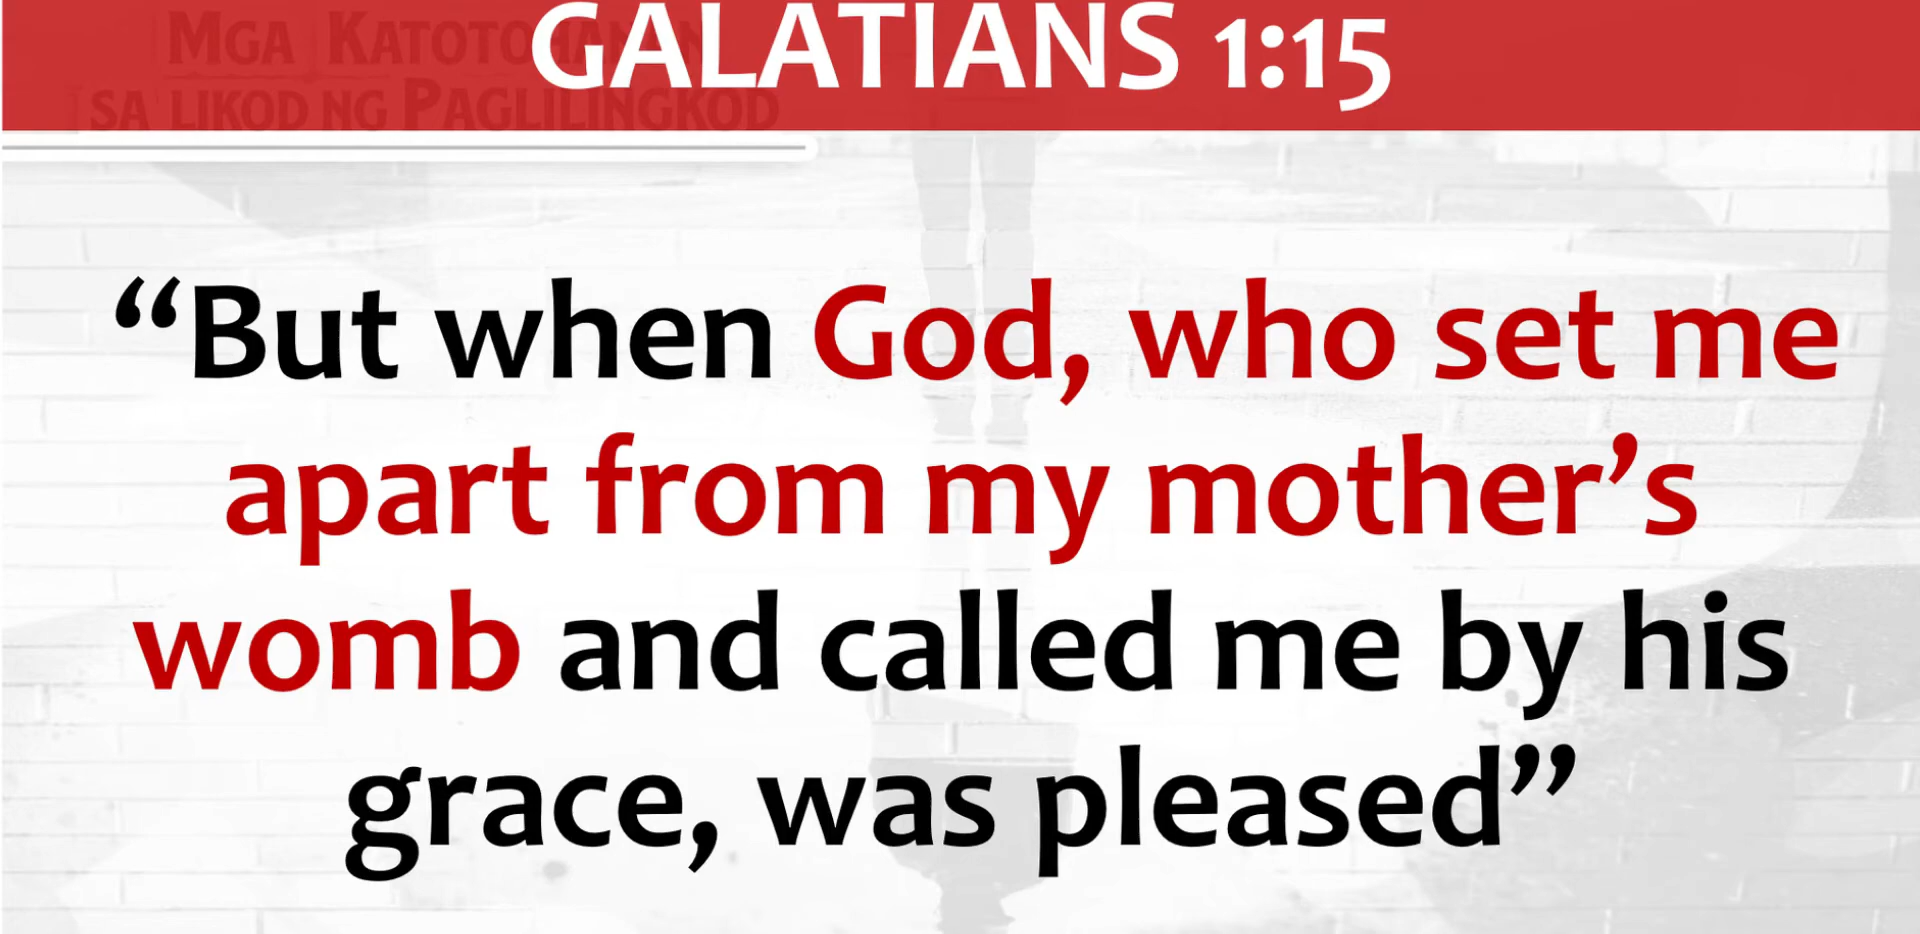 GALATIANS 1:15
MGA KATOTOHANAN
SA LIKOD NG PAGLILINGKOD
“But when God, who set me
apart from my mother’s
womb and called me by his
grace, was pleased”